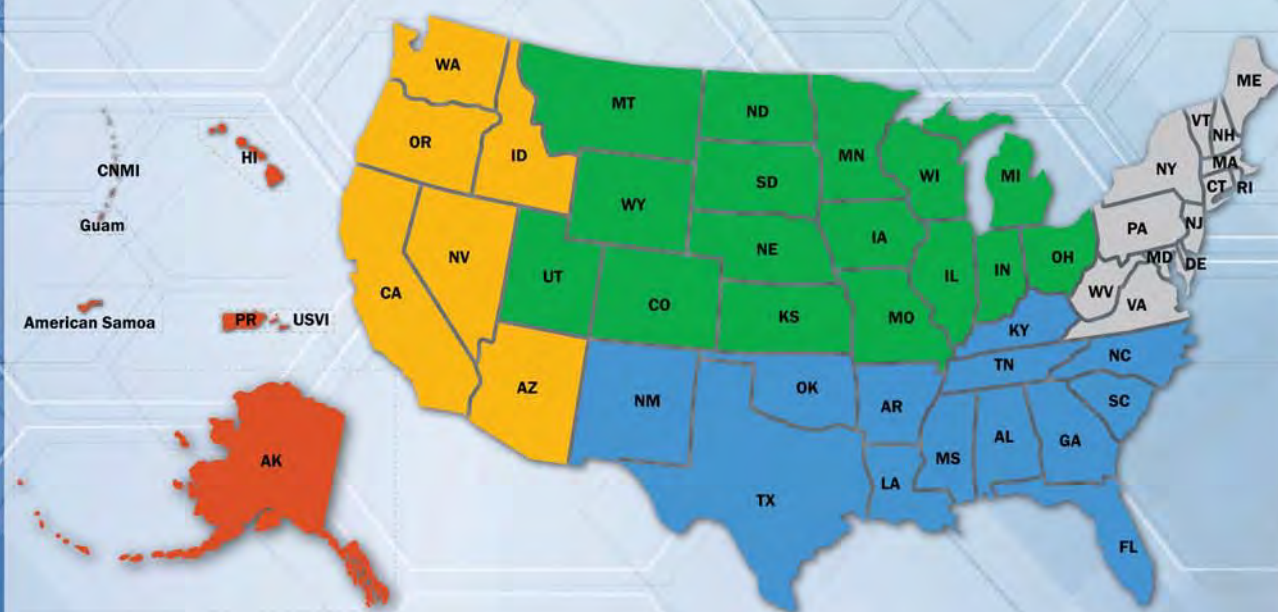 WA
MT
ND
MN
OR
ID
WI
MI
ME
VT
NH
NY
MA
CT
RI
SD
WY
IA
NE
PA
NJ
OH
MD
DE
IL
IN
WV
VA
NV
UT
CA
CO
KS
MO
KY
NC
TN
AZ
NM
OK
AR
SC
MS
AL
GA
LA
TX
FL
CNMI
HI
Guam
American Samoa
PR
USVI
AK